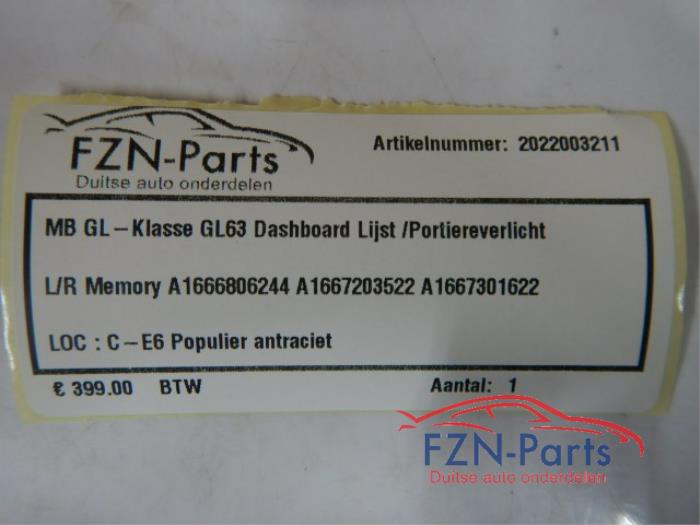 FZN-Parts
Duitse auto onderdelen
Artikelnummer: 2022003211
MB GL-Klasse GL63 Dashboard Lijst /Portiereverlicht
L/R Memory A1666806244 A1667203522 A1667301622
LOC : C-E6 Populier antraciet
€ 399.00 BTW Aantal: 1
FZN-Parts
Duitse auto onderdelen